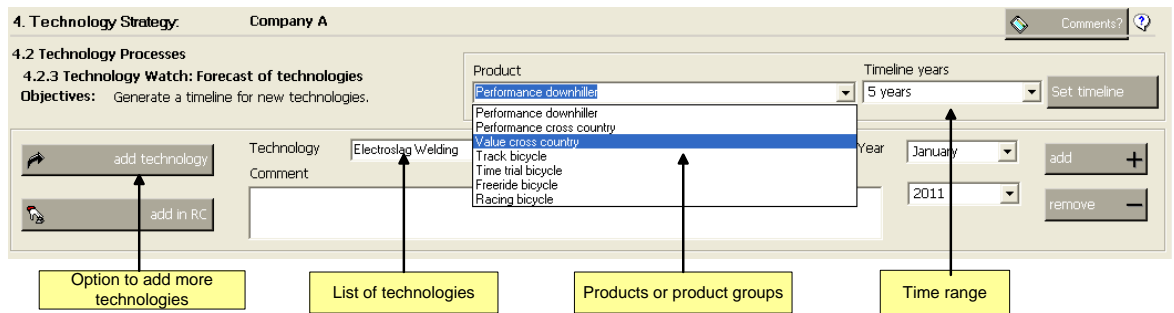 4. Technology Strategy: Company A Comments?
4.2 Technology Processes
4.2.3 Technology Watch: Forecast of technologies
Objectives: Generate a timeline for new technologies.
Product Timeline years
Performance downhiller 5 years Set timeline
Performance downhiller
Performance cross country
Value cross country
Track bicycle
Time trial bicycle
Freeride bicycle
Racing bicycle
add technology Technology Electroslag Welding Year January add
Comment
add in RC 2011 remove
Option to add more
technologies
List of technologies
Products or product groups
Time range